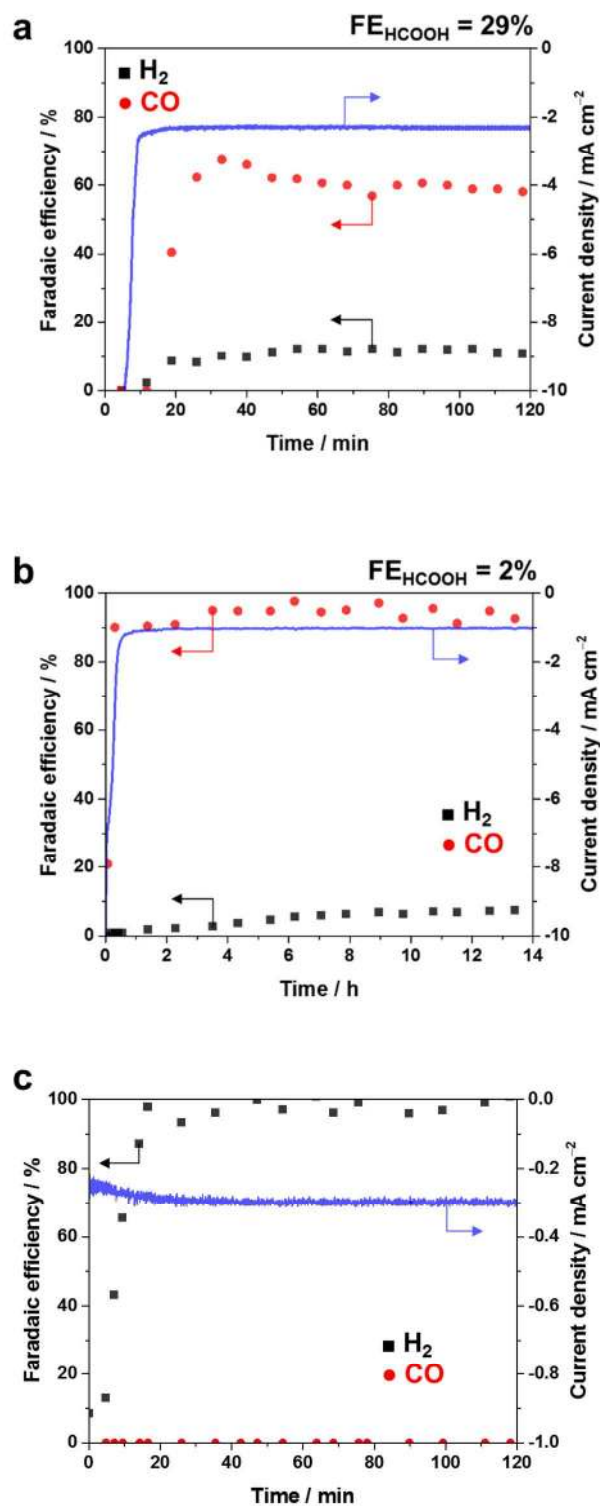 a
FE_HCOOH = 29%
H₂
CO
100
80
60
40
20
0
Faradaic efficiency / %
0
-2
-4
-6
-8
-10
Current density / mA cm⁻²
0
20
40
60
80
100
120
Time / min
b
FE_HCOOH = 2%
100
80
60
40
20
0
Faradaic efficiency / %
H₂
CO
0
-2
-4
-6
-8
-10
Current density / mA cm⁻²
0
2
4
6
8
10
12
14
Time / h
c
100
80
60
40
20
0
Faradaic efficiency / %
H₂
CO
0.0
-0.2
-0.4
-0.6
-0.8
-1.0
Current density / mA cm⁻²
0
20
40
60
80
100
120
Time / min